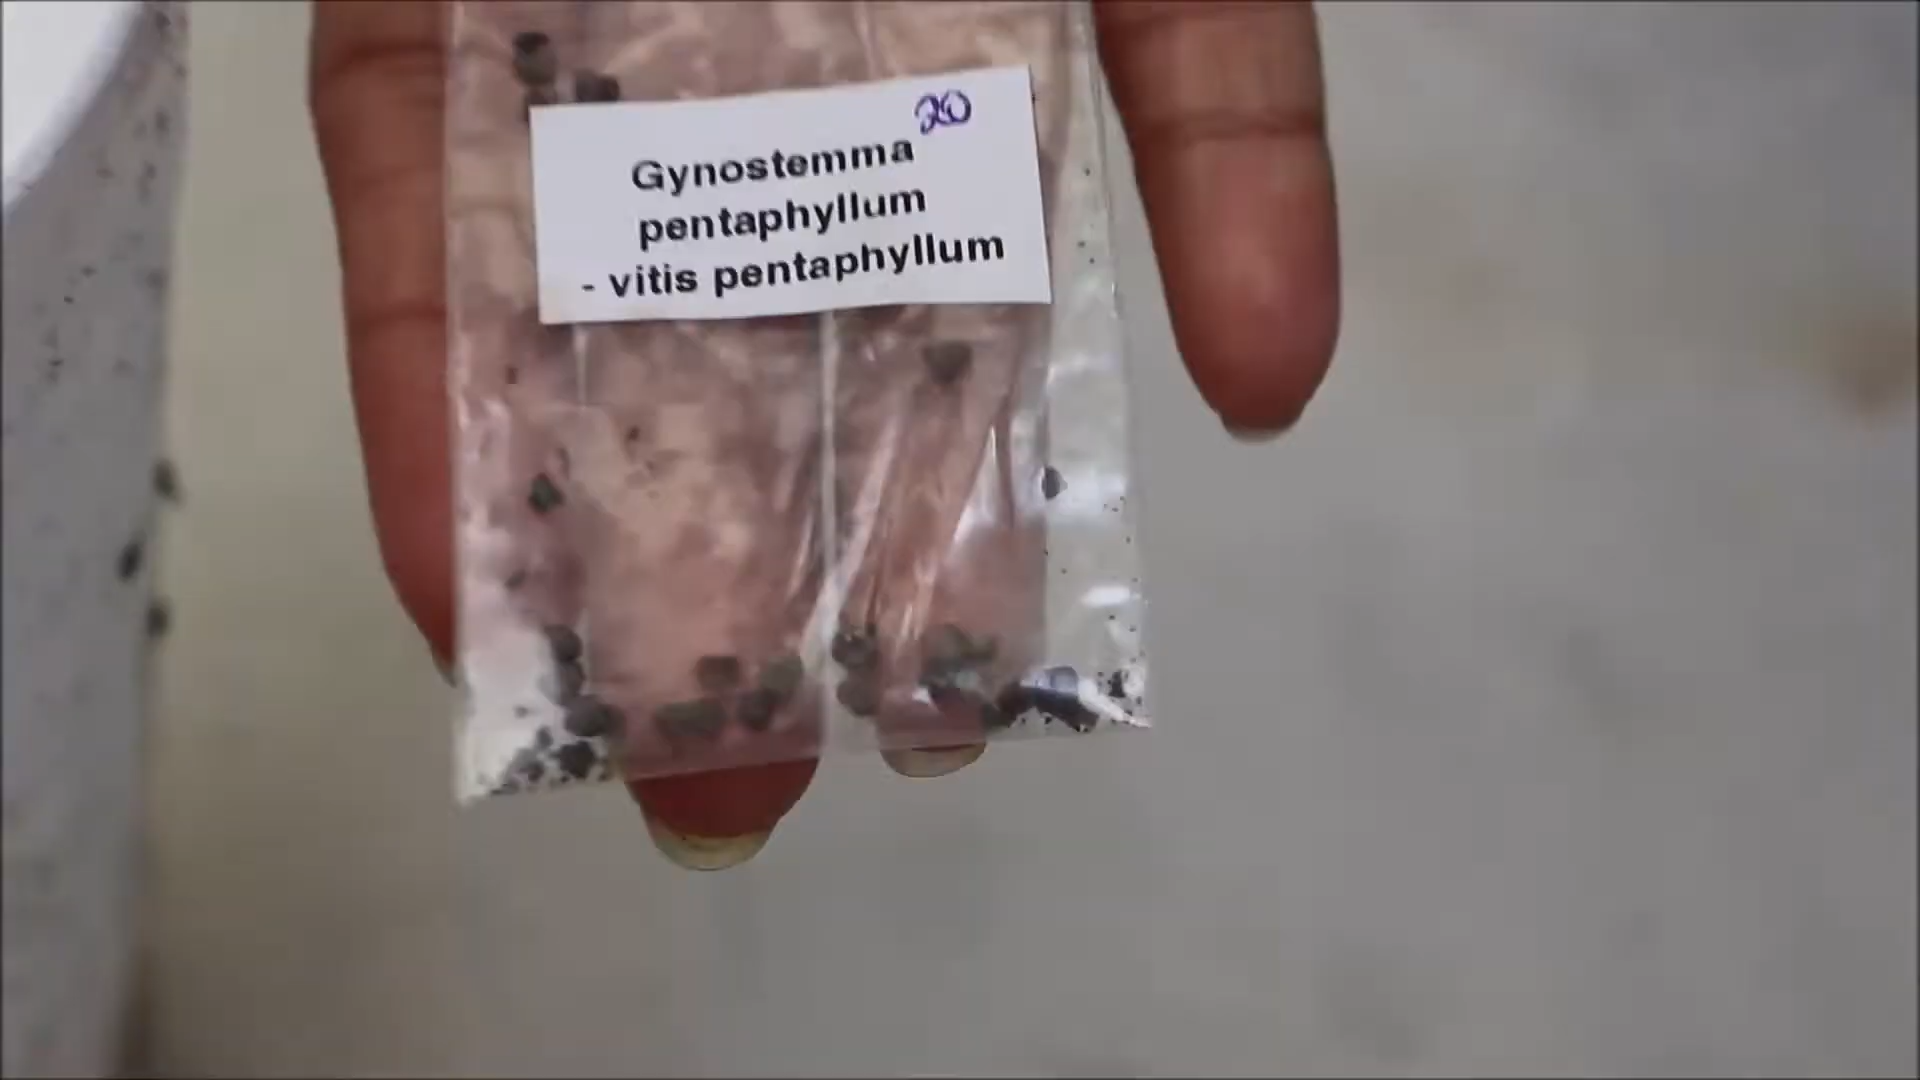 20
Gynostemma
pentaphyllum
- vitis pentaphyllum